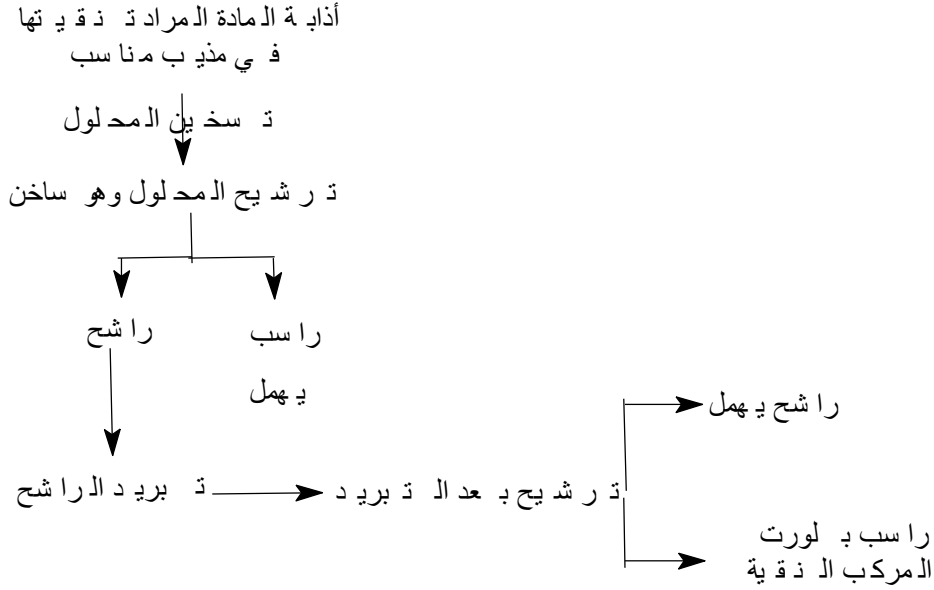 أذابة المادة المراد تنقيتها
في مذيب مناسب
تسخين المحلول
ترشيح المحلول وهو ساخن
راشح
راسب
يهمل
راشح يهمل
تبريد الراشح
ترشيح بعد التبريد
راسب بلورت
المركب النقية